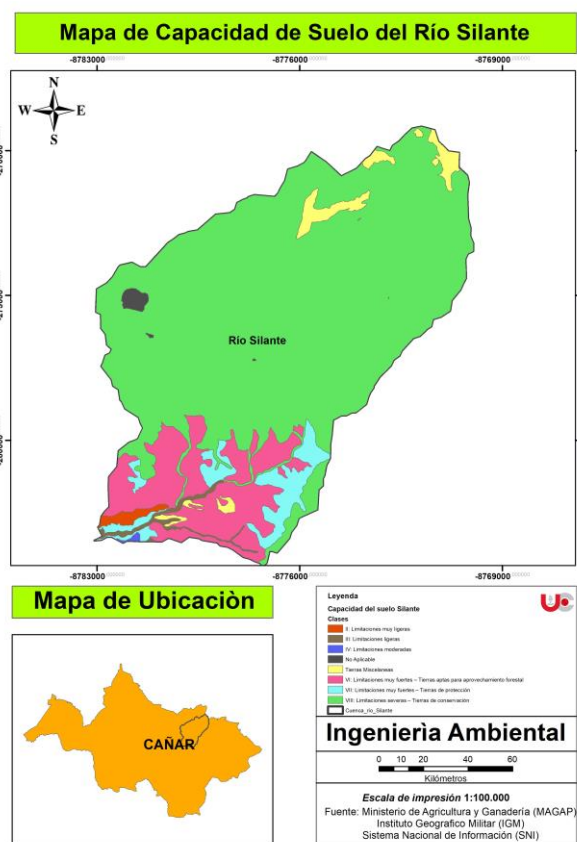 Mapa de Capacidad de Suelo del Río Silante
-8783000
-8776000
-8769000
N
W
E
S
Río Silante
-8783000
-8776000
-8769000
Mapa de Ubicaciòn
CAÑAR
Leyenda
Capacidad del suelo Silante
Clases
II: Limitaciones muy ligeras
III: Limitaciones ligeras
IV: Limitaciones moderadas
No Aplicable
Tierras Misceláneas
VI: Limitaciones muy fuertes – Tierras aptas para aprovechamiento forestal
VII: Limitaciones muy fuertes – Tierras de protección
VIII: Limitaciones severas – Tierras de conservación
Cuenca_rio_Silante
Ingenierìa Ambiental
0 10 20 40 60
Kilómetros
Escala de impresión 1:100.000
Fuente: Ministerio de Agricultura y Ganadería (MAGAP)
Instituto Geografico Militar (IGM)
Sistema Nacional de Información (SNI)